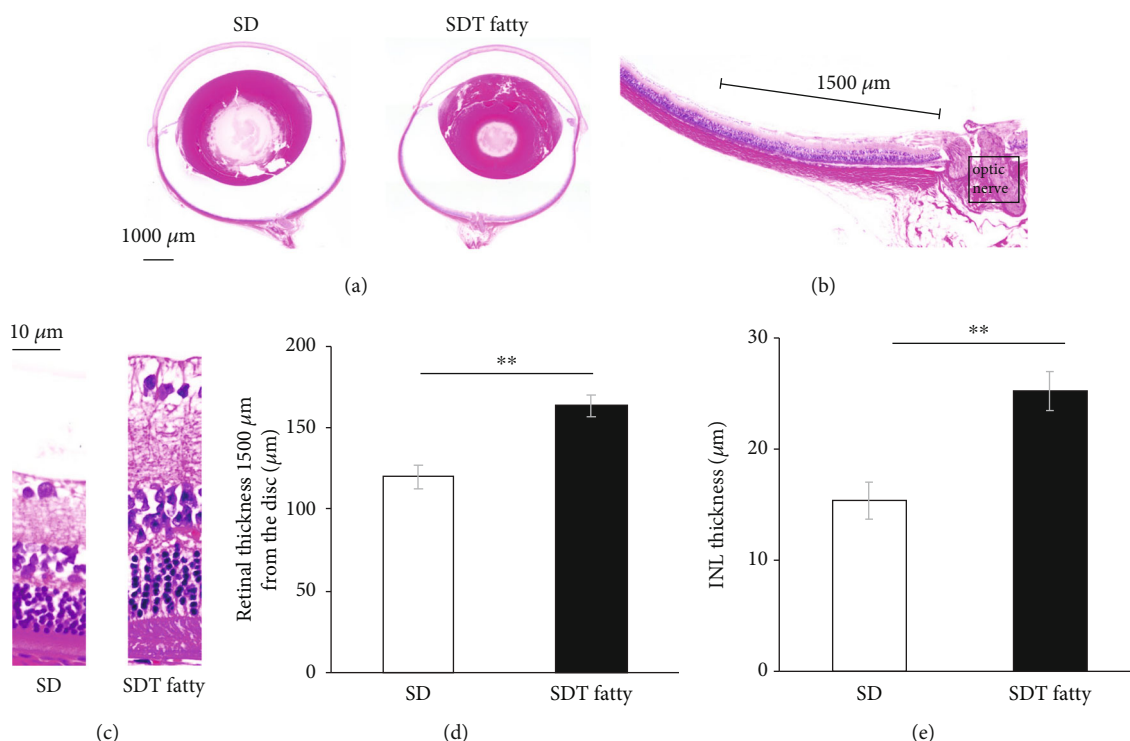 SD
SDT fatty
1000 μm
(a)
1500 μm
optic
nerve
(b)
10 μm
SD
SDT fatty
(c)
Retinal thickness 1500 μm
from the disc (μm)
200
150
100
50
0
**
SD
SDT fatty
(d)
INL thickness (μm)
30
20
10
0
**
SD
SDT fatty
(e)